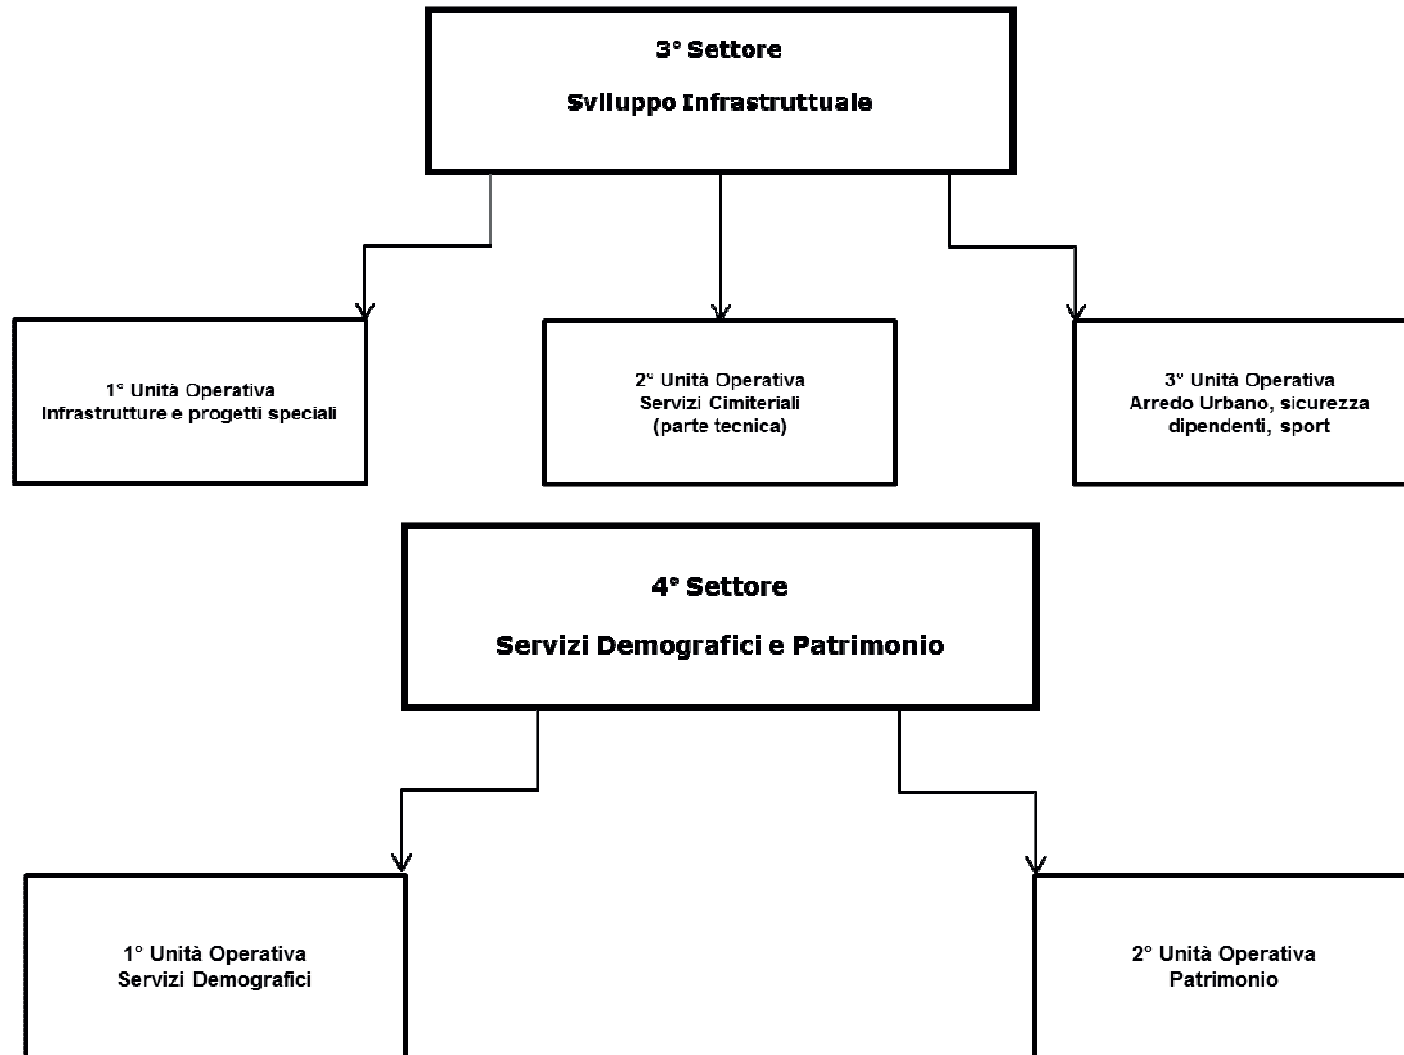 3° Settore
Sviluppo Infrastruttuale
1° Unità Operativa
Infrastrutture e progetti speciali
2° Unità Operativa
Servizi Cimiteriali
(parte tecnica)
3° Unità Operativa
Arredo Urbano, sicurezza
dipendenti, sport
4° Settore
Servizi Demografici e Patrimonio
1° Unità Operativa
Servizi Demografici
2° Unità Operativa
Patrimonio